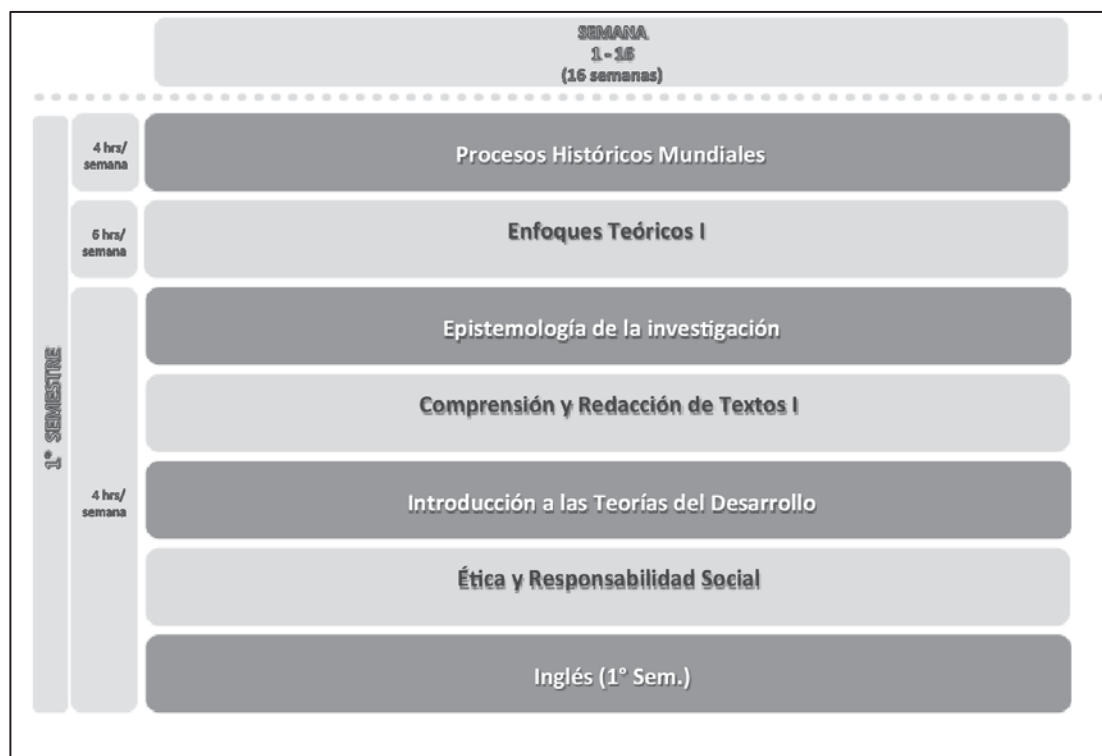 SEMANA
1 - 16
(16 semanas)
1° SEMESTRE
4 hrs/
semana
Procesos Históricos Mundiales
6 hrs/
semana
Enfoques Teóricos I
4 hrs/
semana
Epistemología de la investigación
Comprensión y Redacción de Textos I
Introducción a las Teorías del Desarrollo
Ética y Responsabilidad Social
Inglés (1° Sem.)